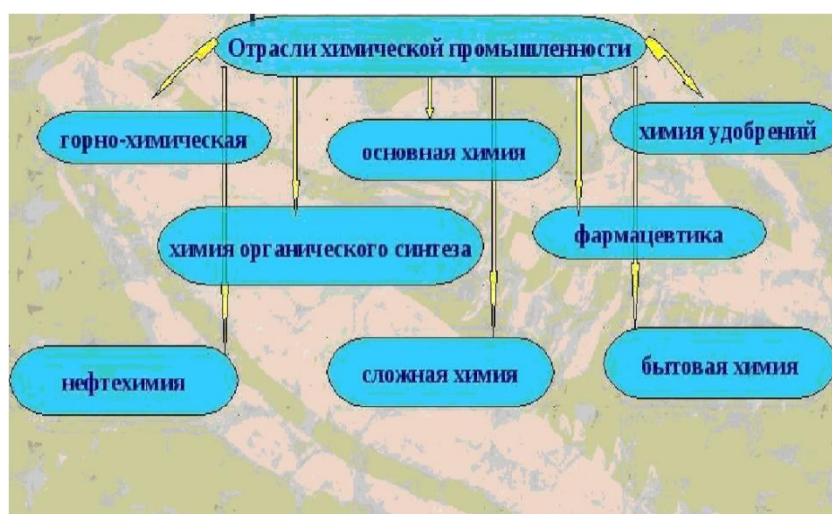 Отрасли химической промышленности
горно-химическая
основная химия
химия удобрений
химия органического синтеза
фармацевтика
нефтехимия
сложная химия
бытовая химия